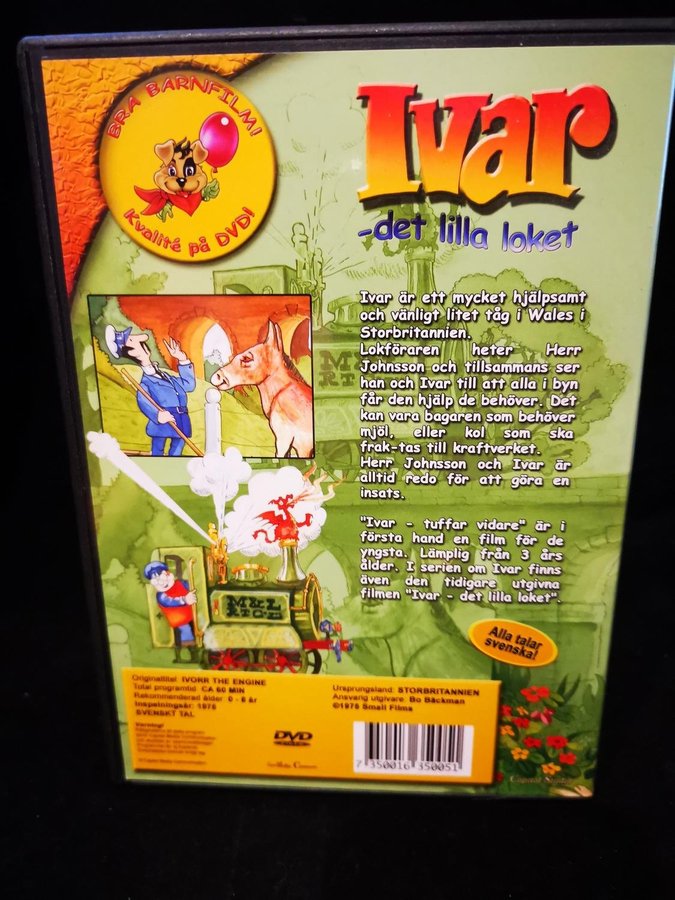 BRA BARNFILM!
Kvalité på DVD!
Ivar
-det lilla loket
Ivar är ett mycket hjälpsamt
och vänligt litet tåg i Wales i
Storbritannien.
Lokföraren heter Herr
Johnsson och tillsammans ser
han och Ivar till att alla i byn
får den hjälp de behöver. Det
kan vara bagaren som behöver
mjöl, eller kol som ska
frak-tas till kraftverket.
Herr Johnsson och Ivar är
alltid redo för att göra en
insats.
"Ivar - tuffar vidare" är i
första hand en film för de
yngsta. Lämplig från 3 års
ålder. I serien om Ivar finns
även den tidigare utgivna
filmen "Ivar - det lilla loket".
Alla talar
svenska!
M&L
Originaltitel: IVORR THE ENGINE
Total programtid: CA 60 MIN
Rekommenderad ålder: 0 - 6 år
Inspelningsår: 1976
SVENSKT TAL
Varning!
Ursprungsland: STORBRITANNIEN
Ansvarig utgivare: Bo Bäckman
©1976 Small Films
DVD
7 350016 350051